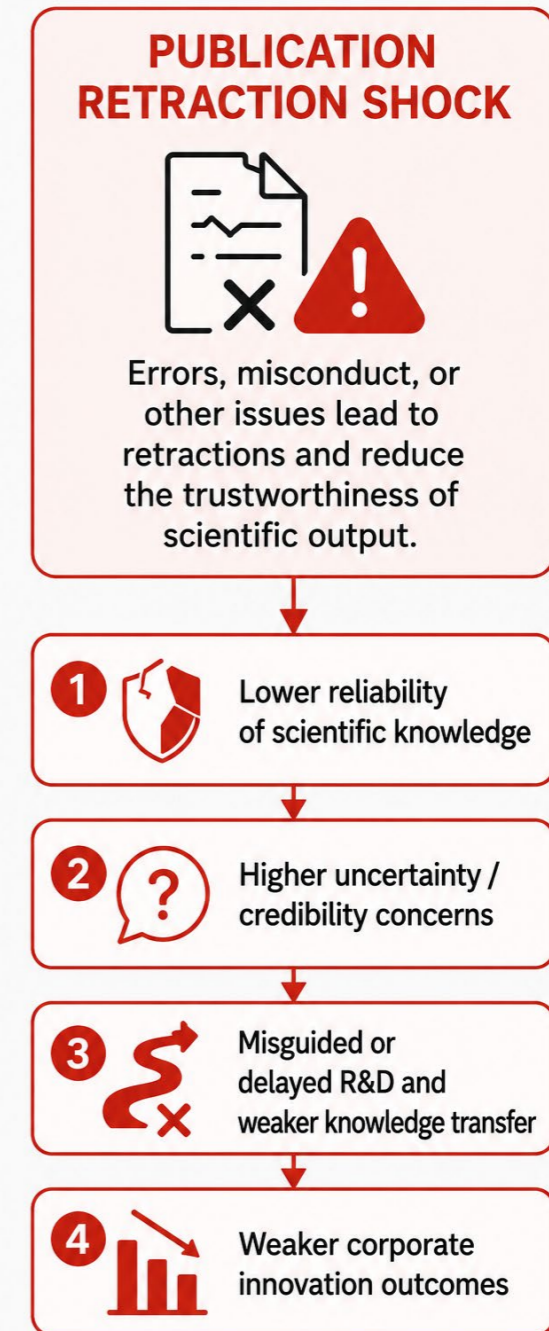 PUBLICATION
RETRACTION SHOCK
Errors, misconduct, or
other issues lead to
retractions and reduce
the trustworthiness of
scientific output.
1
Lower reliability
of scientific knowledge
2
?
Higher uncertainty /
credibility concerns
3
Misguided or
delayed R&D and
weaker knowledge transfer
4
Weaker corporate
innovation outcomes